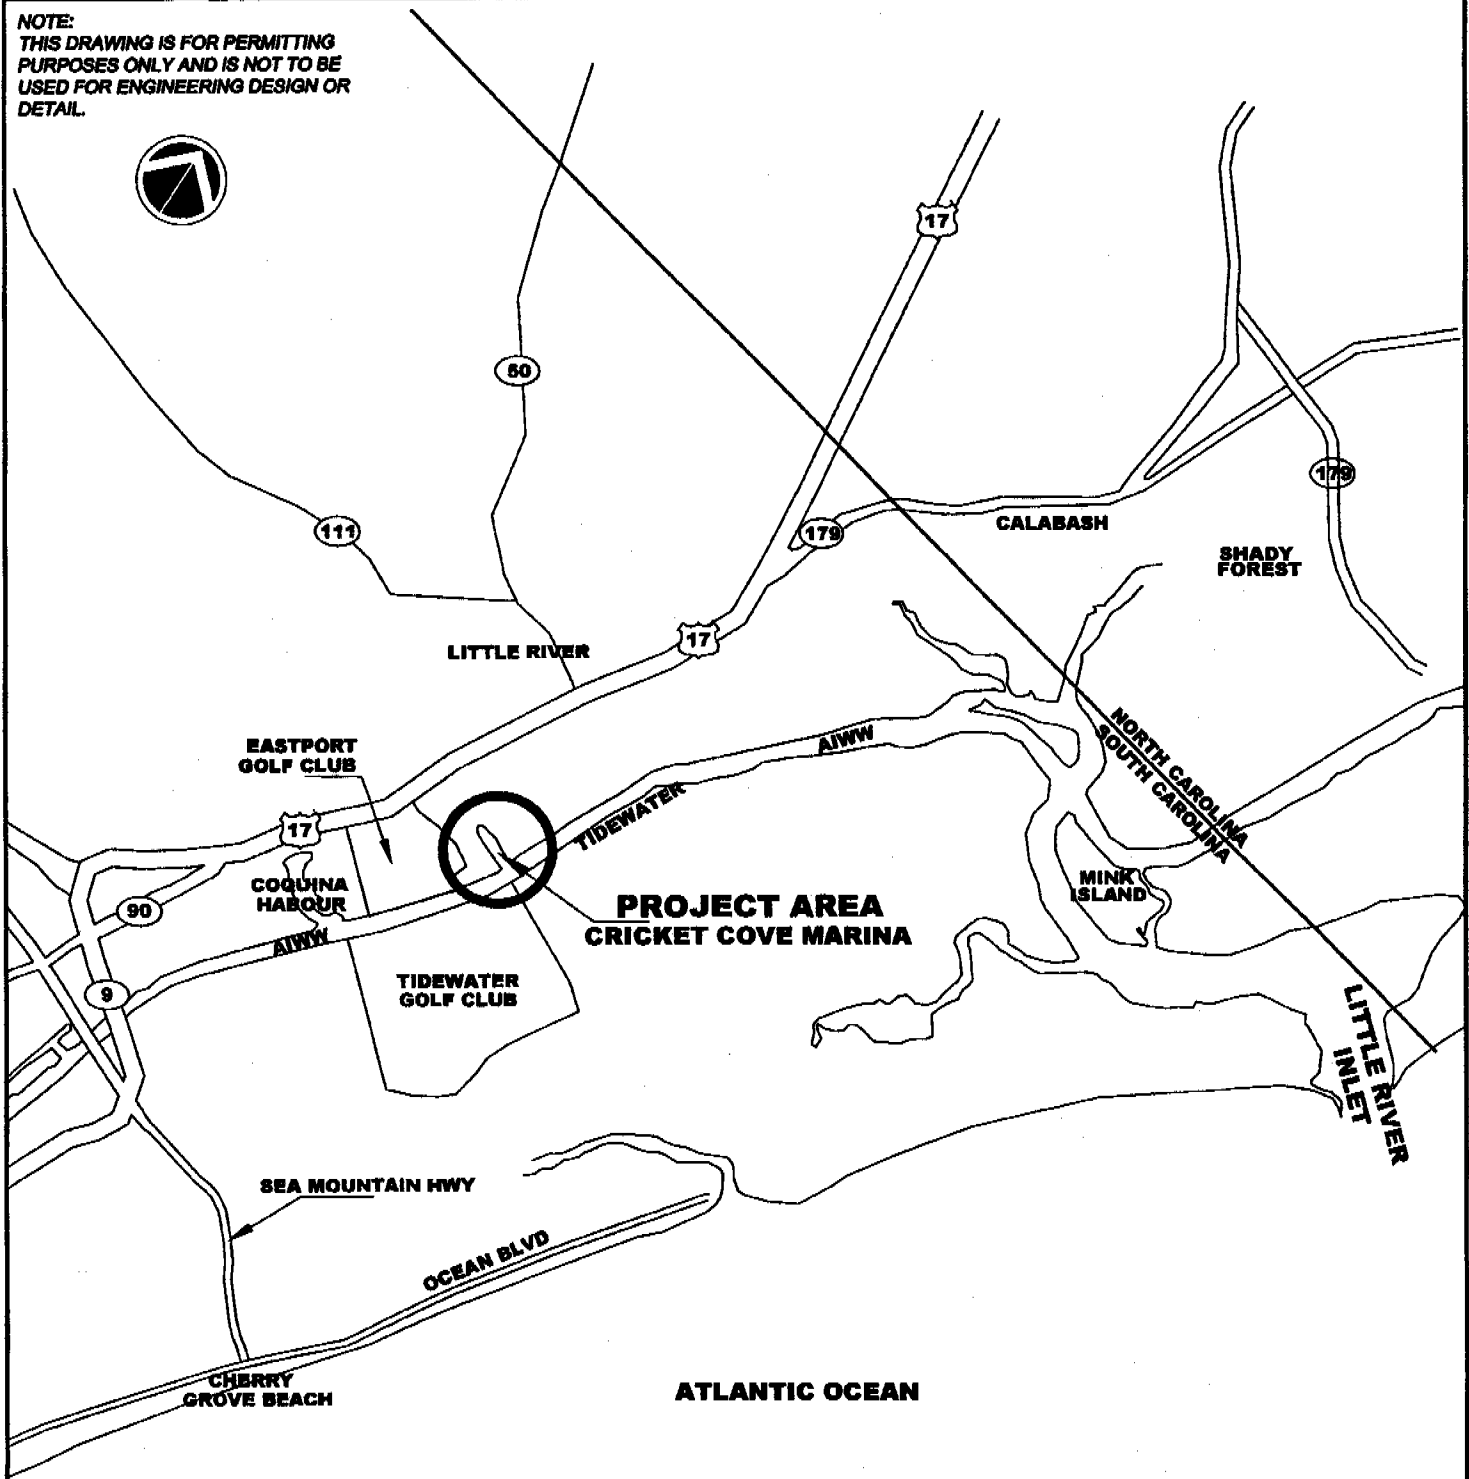 NOTE:
THIS DRAWING IS FOR PERMITTING
PURPOSES ONLY AND IS NOT TO BE
USED FOR ENGINEERING DESIGN OR
DETAIL.
17
50
179
111
179
CALABASH
SHADY
FOREST
17
LITTLE RIVER
NORTH CAROLINA
SOUTH CAROLINA
EASTPORT
GOLF CLUB
AIWW
TIDEWATER
17
COQUINA
HABOUR
90
MINK
ISLAND
PROJECT AREA
CRICKET COVE MARINA
AIWW
TIDEWATER
GOLF CLUB
9
LITTLE RIVER
INLET
SEA MOUNTAIN HWY
OCEAN BLVD
CHERRY
GROVE BEACH
ATLANTIC OCEAN